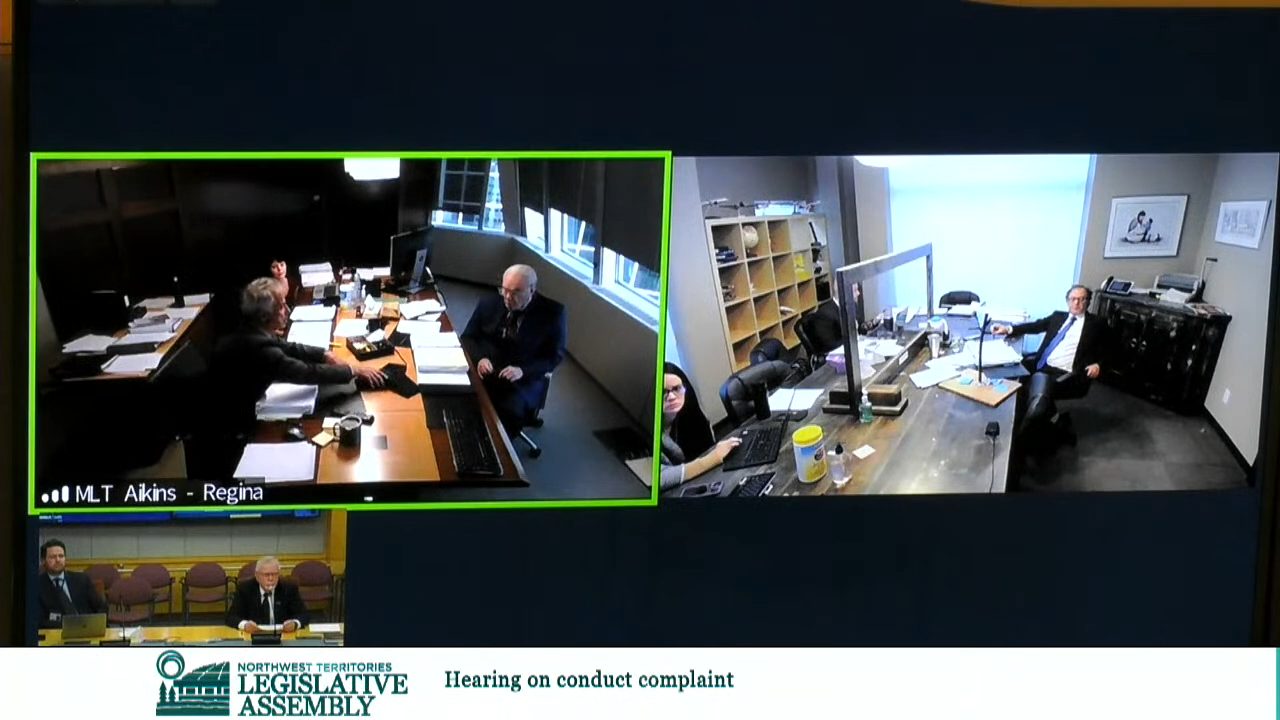 MLT Aikins - Regina
NORTHWEST TERRITORIES
LEGISLATIVE
ASSEMBLY
Hearing on conduct complaint